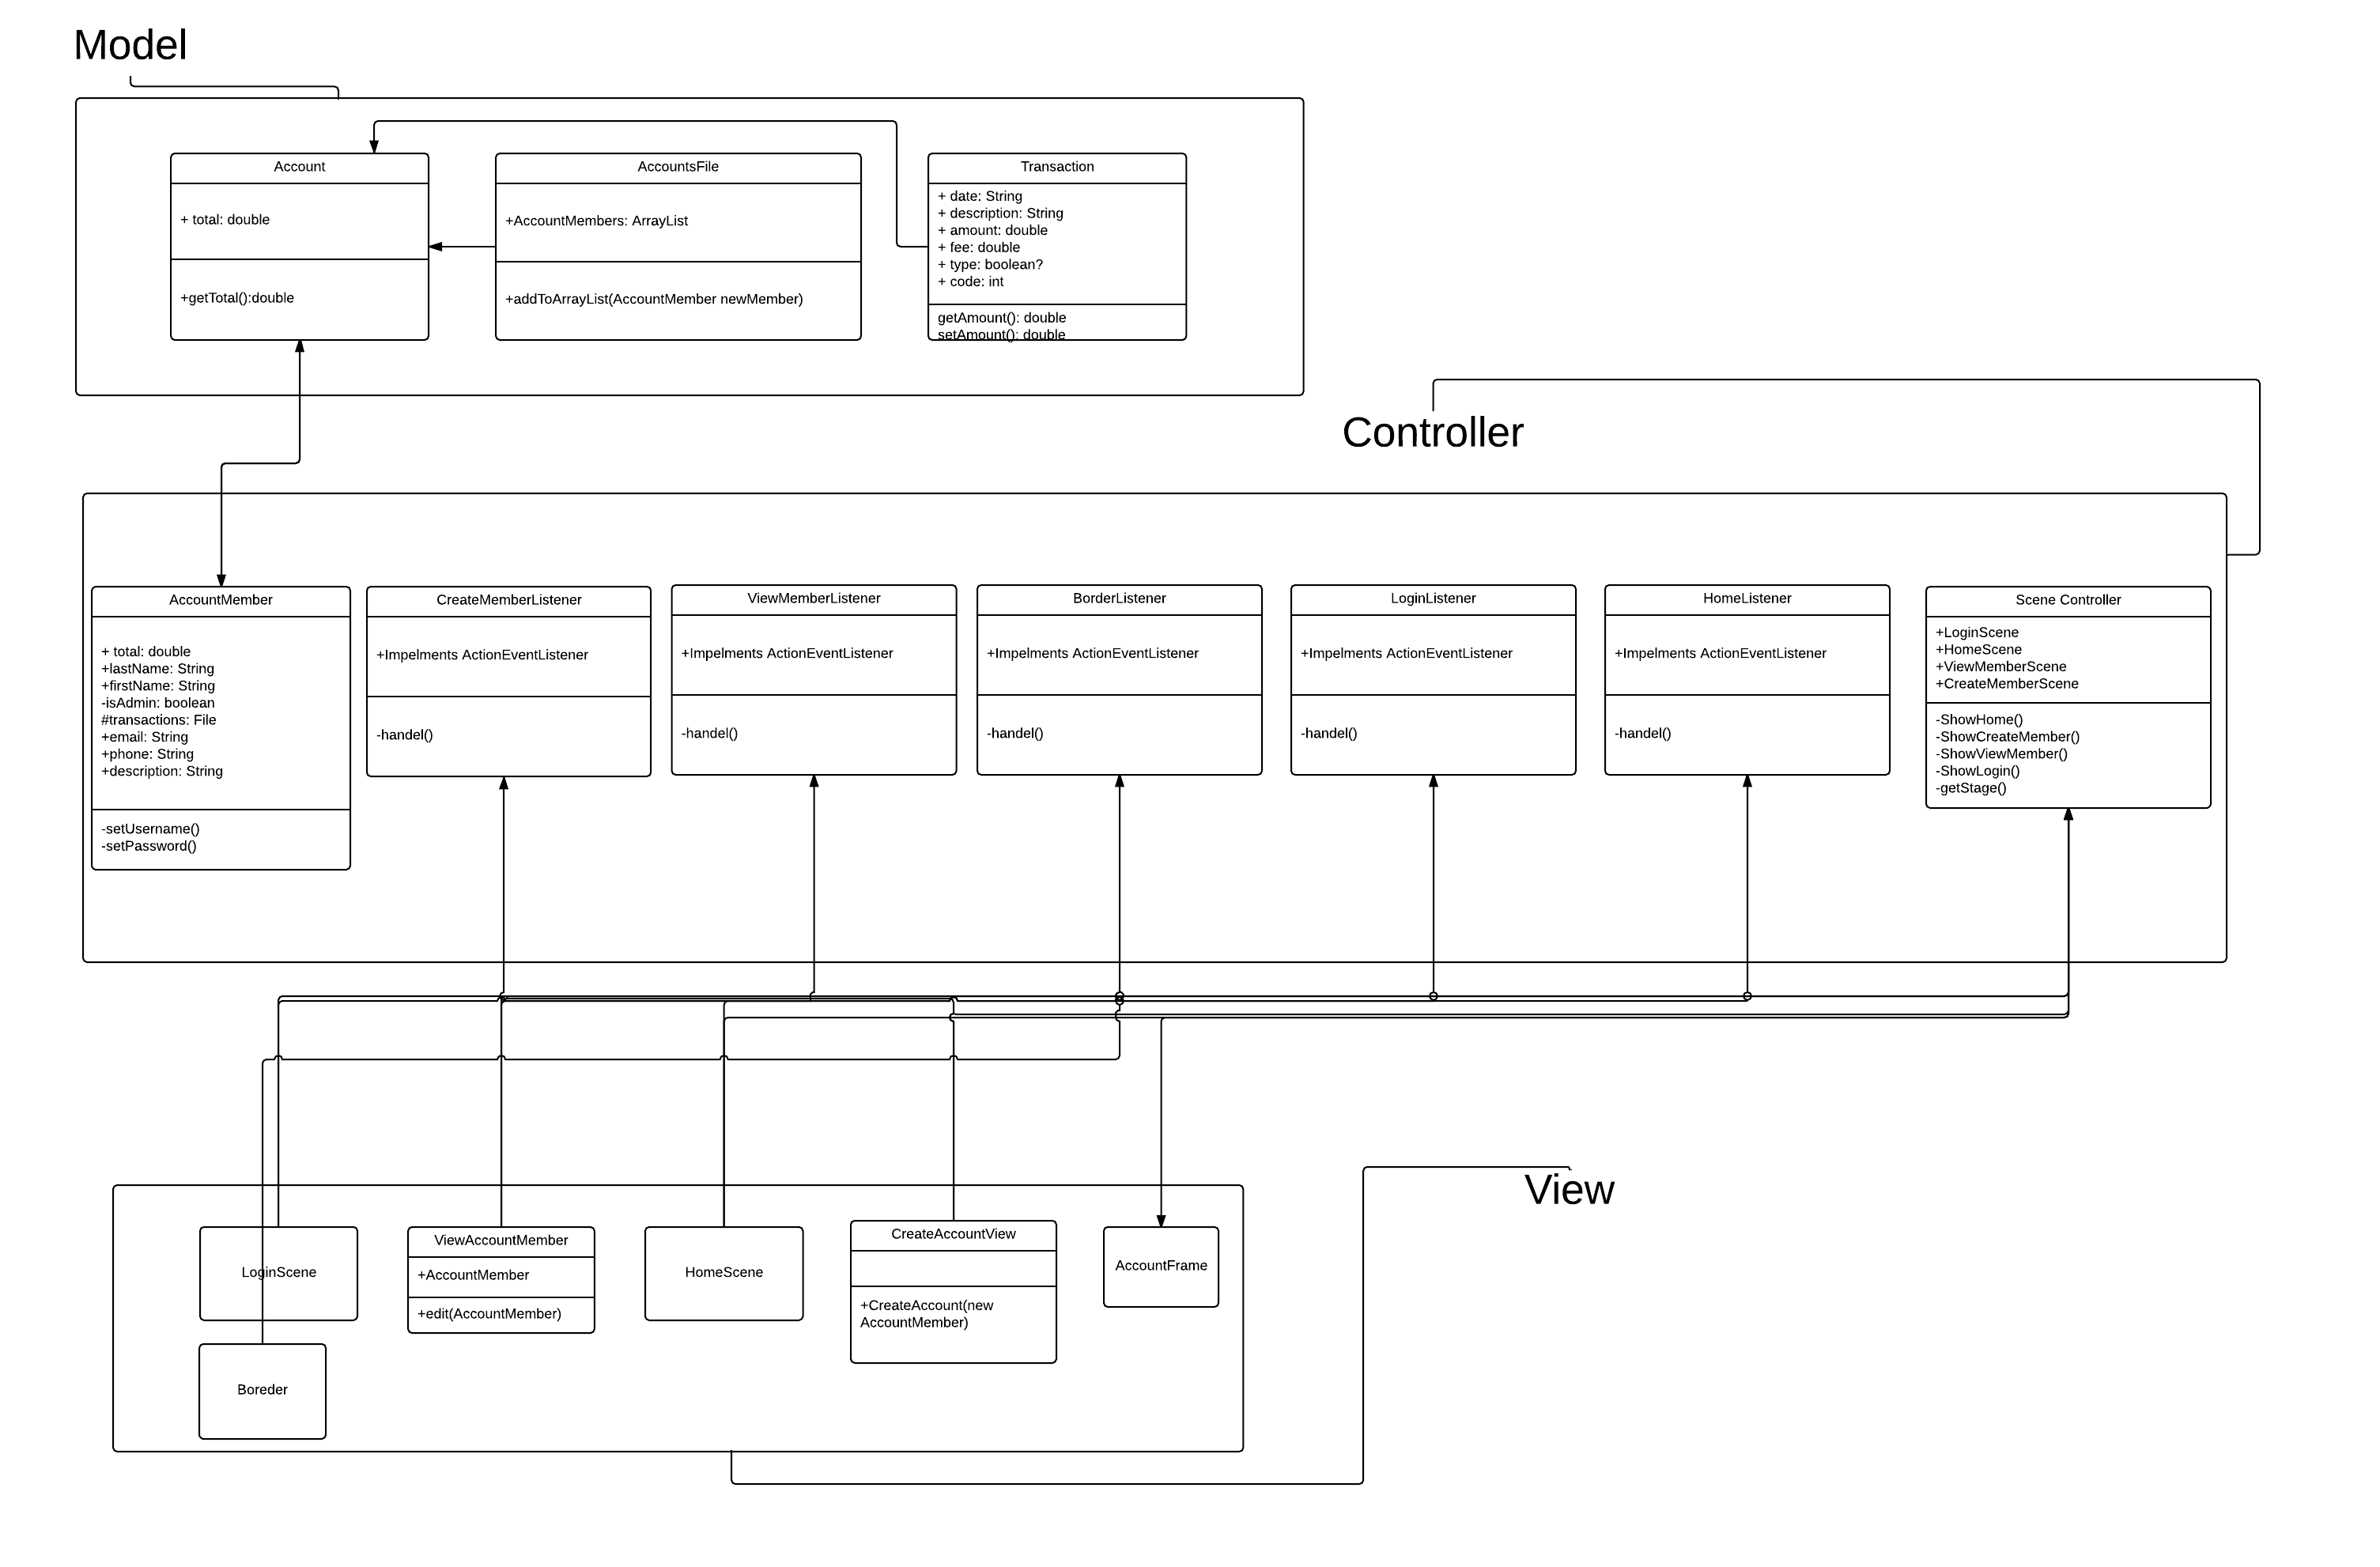 Model
Account
+ total: double
+getTotal():double
AccountsFile
+AccountMembers: ArrayList
+addToArrayList(AccountMember newMember)
Transaction
+ date: String
+ description: String
+ amount: double
+ fee: double
+ type: boolean?
+ code: int
getAmount(): double
setAmount(): double
Controller
AccountMember
+ total: double
+lastName: String
+firstName: String
-isAdmin: boolean
#transactions: File
+email: String
+phone: String
+description: String
-setUsername()
-setPassword()
CreateMemberListener
+Impelments ActionEventListener
-handel()
ViewMemberListener
+Impelments ActionEventListener
-handel()
BorderListener
+Impelments ActionEventListener
-handel()
LoginListener
+Impelments ActionEventListener
-handel()
HomeListener
+Impelments ActionEventListener
-handel()
Scene Controller
+LoginScene
+HomeScene
+ViewMemberScene
+CreateMemberScene
-ShowHome()
-ShowCreateMember()
-ShowViewMember()
-ShowLogin()
-getStage()
View
LoginScene
ViewAccountMember
+AccountMember
+edit(AccountMember)
HomeScene
CreateAccountView
+CreateAccount(new
AccountMember)
AccountFrame
Boreder